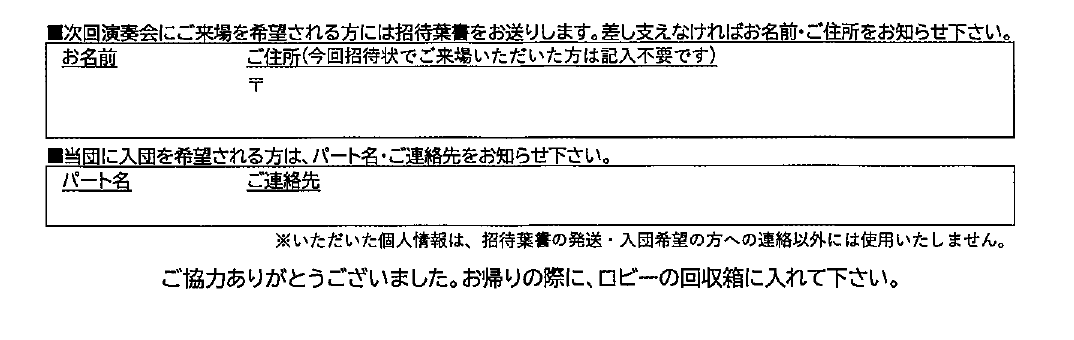 ■次回演奏会にご来場を希望される方には招待葉書をお送りします。差し支えなければお名前・ご住所をお知らせ下さい。
お名前 ご住所(今回招待状でご来場いただいた方は記入不要です)
〒
■当団に入団を希望される方は、パート名・ご連絡先をお知らせ下さい。
パート名 ご連絡先
※いただいた個人情報は、招待葉書の発送・入団希望の方への連絡以外には使用いたしません。
ご協力ありがとうございました。お帰りの際に、ロビーの回収箱に入れて下さい。